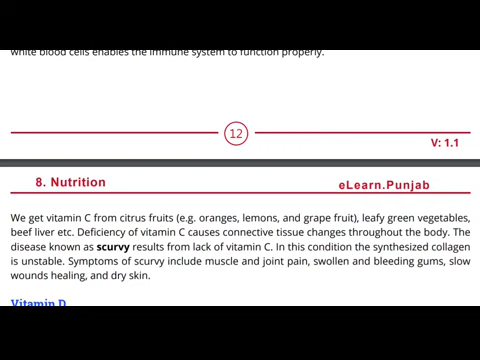 white blood cells enables the immune system to function properly.
12
V: 1.1
8. Nutrition
eLearn.Punjab
We get vitamin C from citrus fruits (e.g. oranges, lemons, and grape fruit), leafy green vegetables,
beef liver etc. Deficiency of vitamin C causes connective tissue changes throughout the body. The
disease known as scurvy results from lack of vitamin C. In this condition the synthesized collagen
is unstable. Symptoms of scurvy include muscle and joint pain, swollen and bleeding gums, slow
wounds healing, and dry skin.
Vitamin D